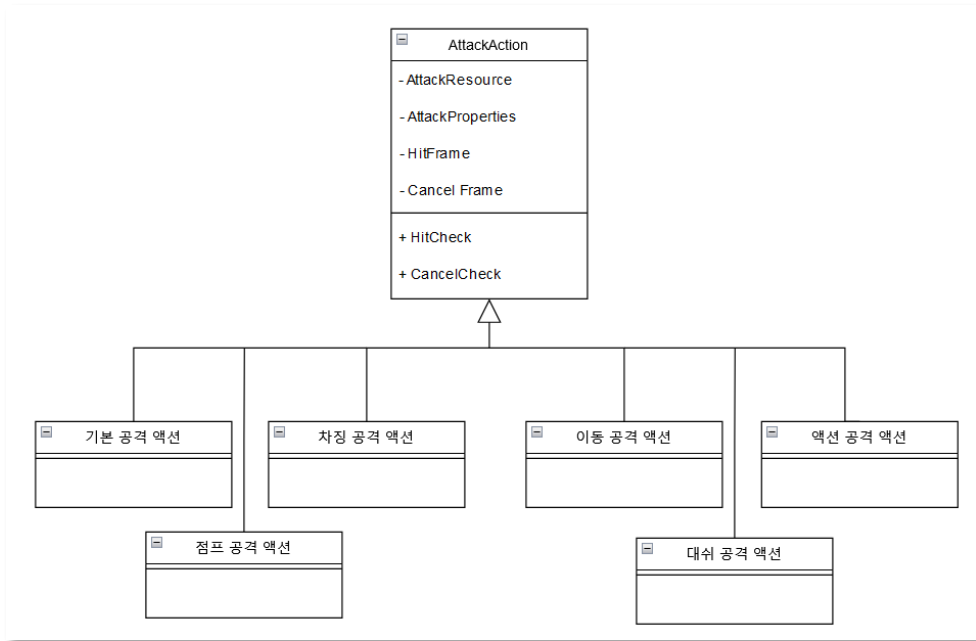 AttackAction
- AttackResource
- AttackProperties
- HitFrame
- Cancel Frame
+ HitCheck
+ CancelCheck
기본 공격 액션
차징 공격 액션
이동 공격 액션
액션 공격 액션
점프 공격 액션
대쉬 공격 액션